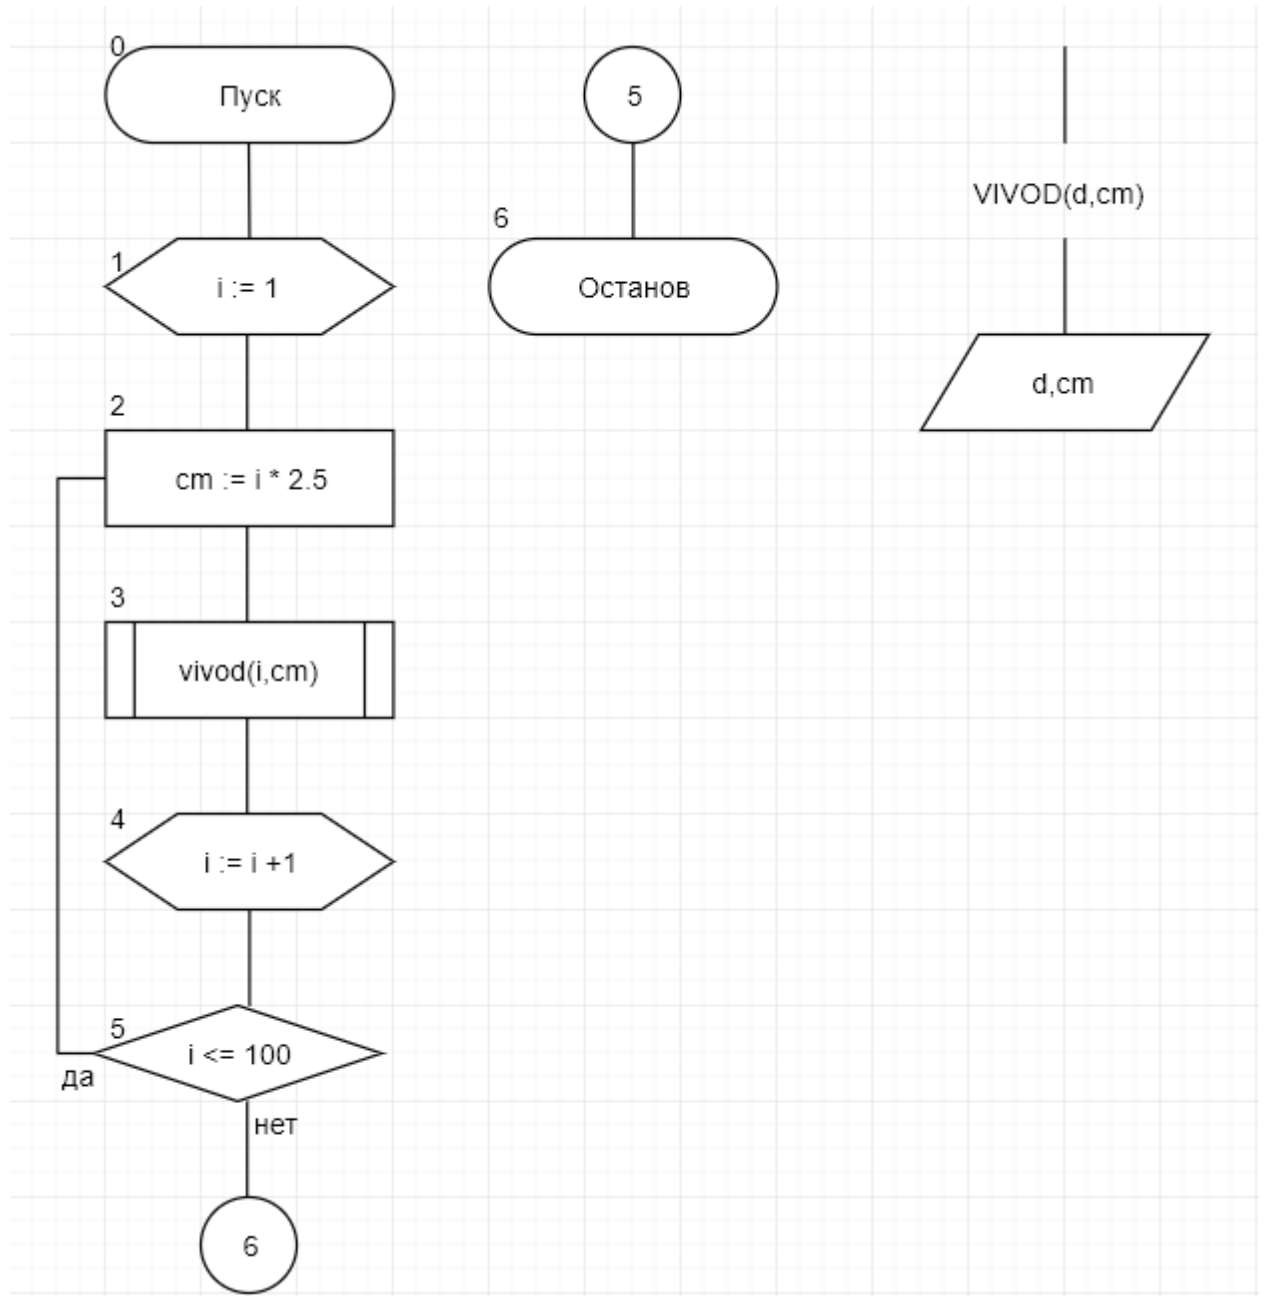 0
Пуск
1
i := 1
2
cm := i * 2.5
3
vivod(i,cm)
4
i := i +1
5
i <= 100
да
нет
6
5
6
Останов
VIVOD(d,cm)
d,cm